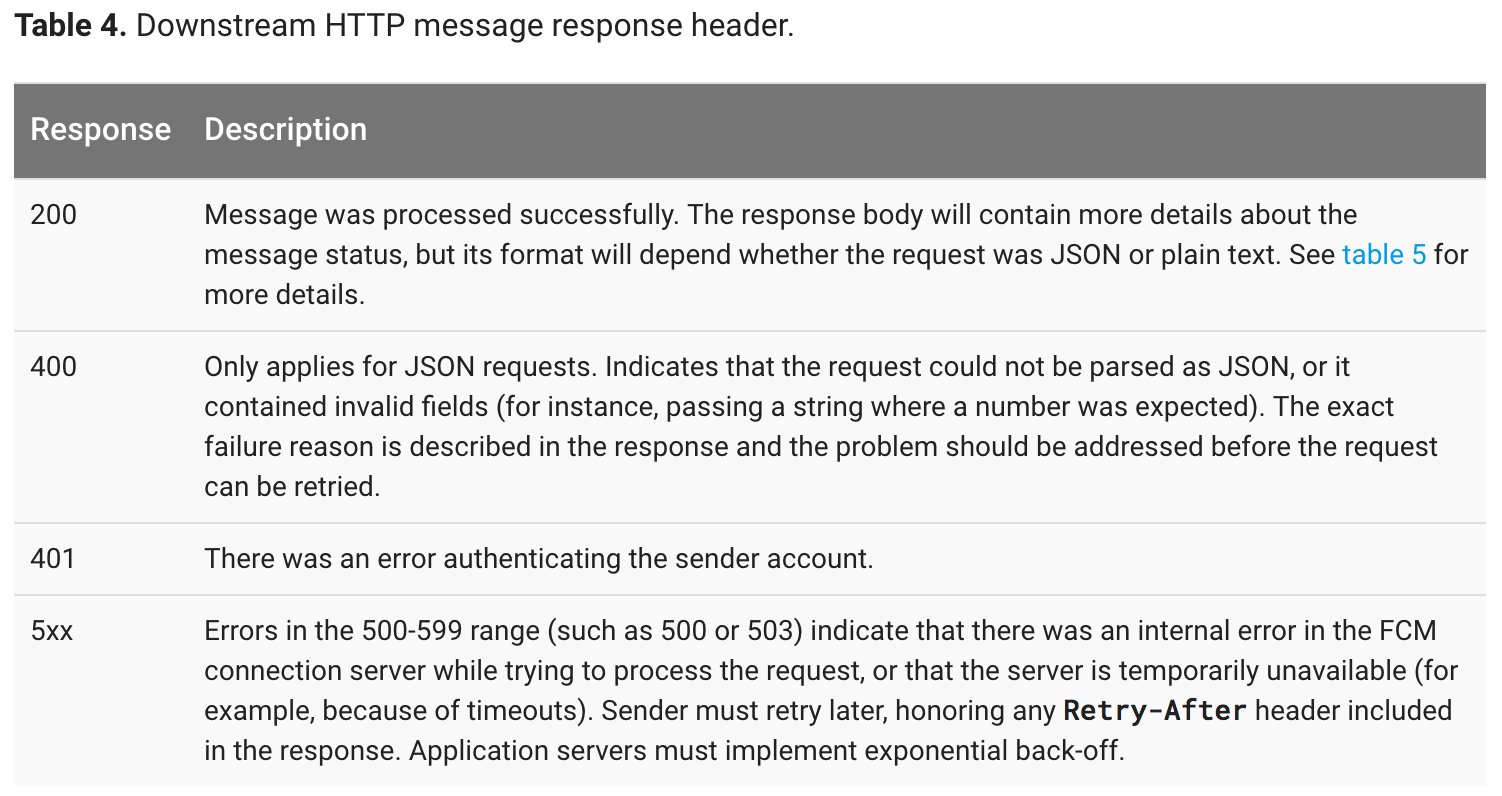 Table 4. Downstream HTTP message response header.
Response Description
200 Message was processed successfully. The response body will contain more details about the
message status, but its format will depend whether the request was JSON or plain text. See table 5 for
more details.
400 Only applies for JSON requests. Indicates that the request could not be parsed as JSON, or it
contained invalid fields (for instance, passing a string where a number was expected). The exact
failure reason is described in the response and the problem should be addressed before the request
can be retried.
401 There was an error authenticating the sender account.
5xx Errors in the 500-599 range (such as 500 or 503) indicate that there was an internal error in the FCM
connection server while trying to process the request, or that the server is temporarily unavailable (for
example, because of timeouts). Sender must retry later, honoring any Retry-After header included
in the response. Application servers must implement exponential back-off.